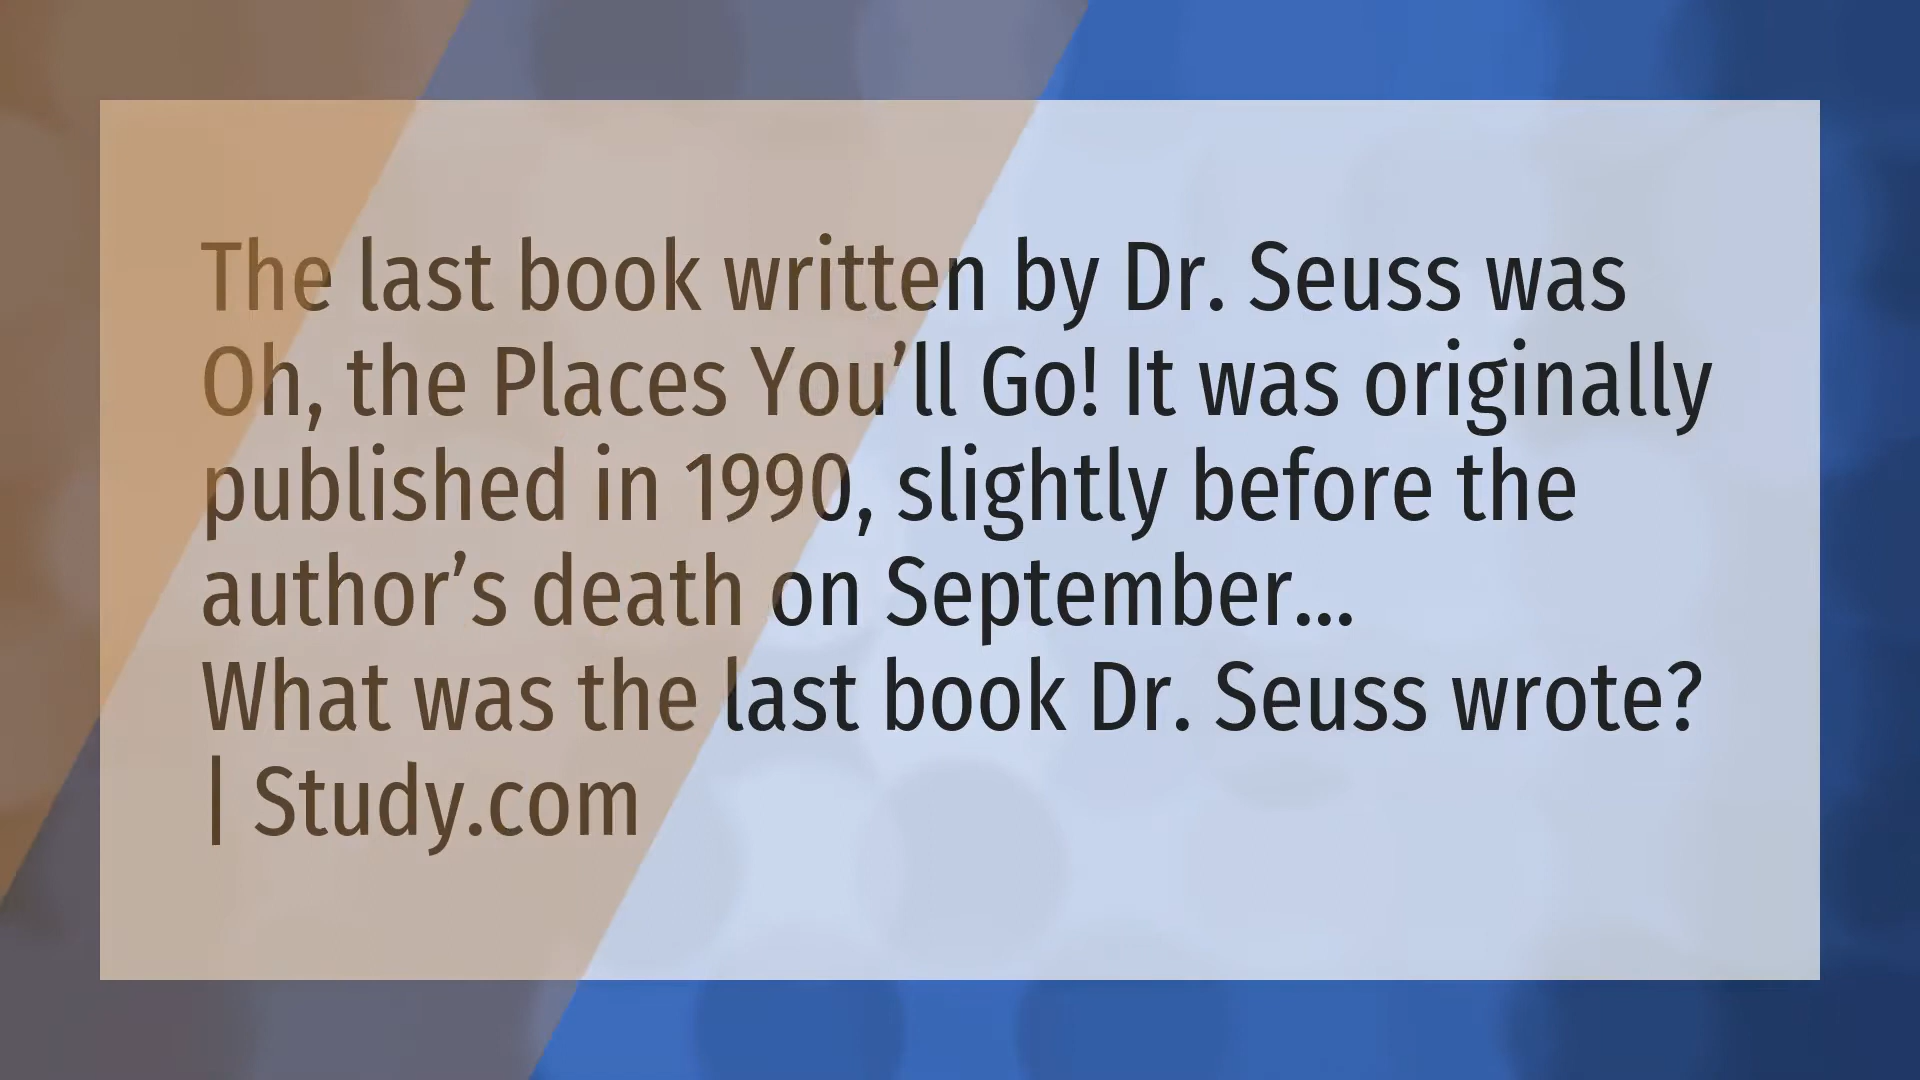 The last book written by Dr. Seuss was
Oh, the Places You’ll Go! It was originally
published in 1990, slightly before the
author’s death on September...
What was the last book Dr. Seuss wrote?
| Study.com